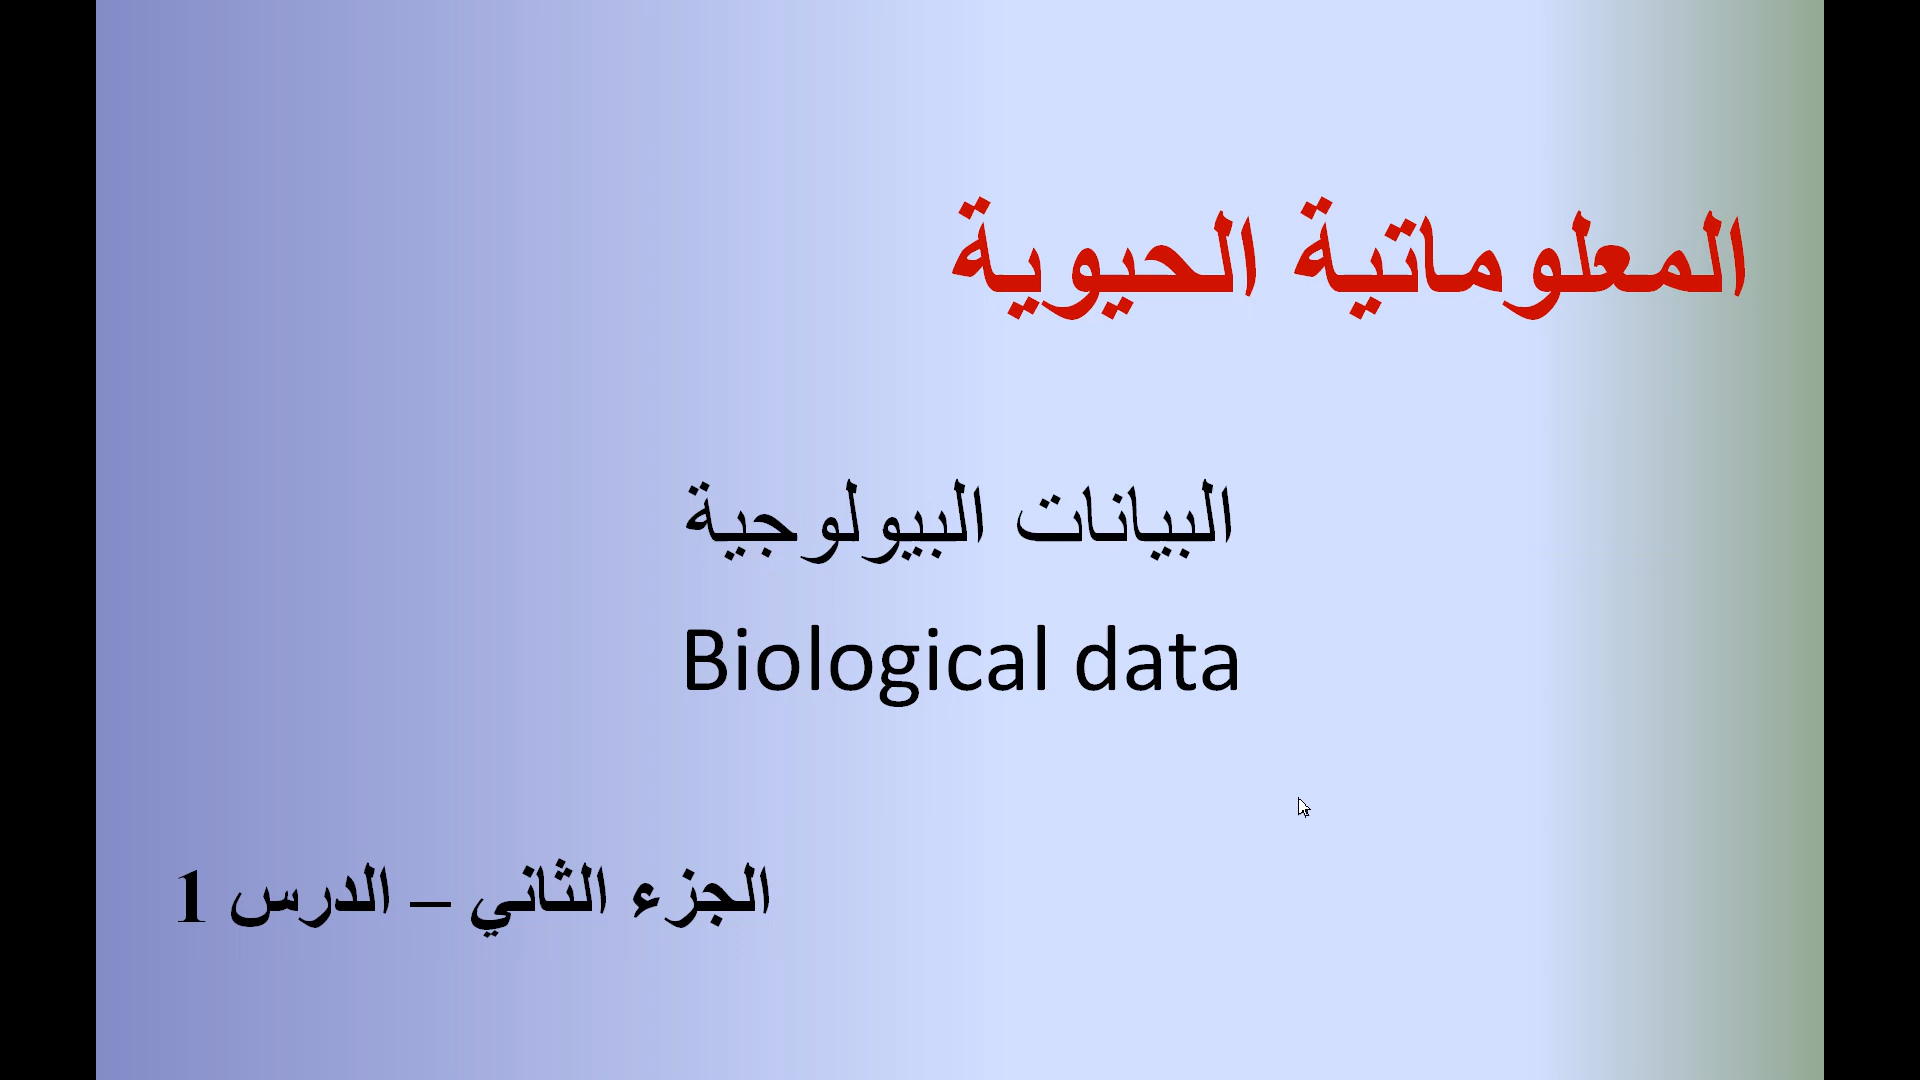 المعلوماتية الحيوية
البيانات البيولوجية
Biological data
الجزء الثاني – الدرس 1